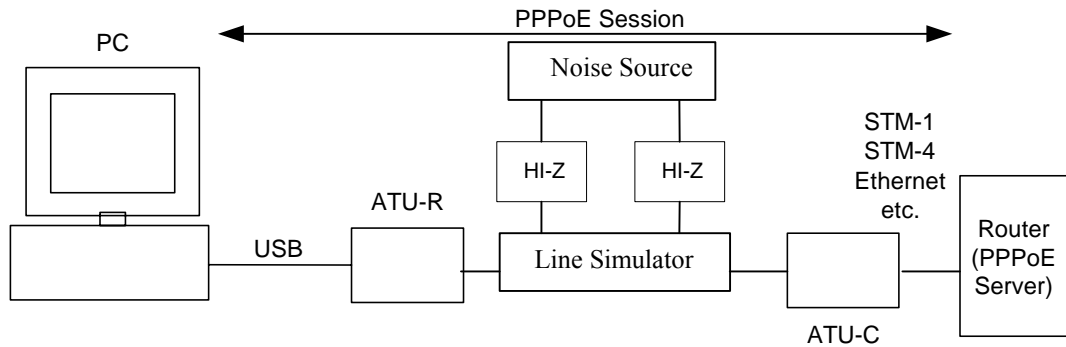 PPPoE Session
PC
Noise Source
HI-Z
HI-Z
STM-1
STM-4
Ethernet
etc.
ATU-R
USB
Line Simulator
Router
(PPPoE
Server)
ATU-C